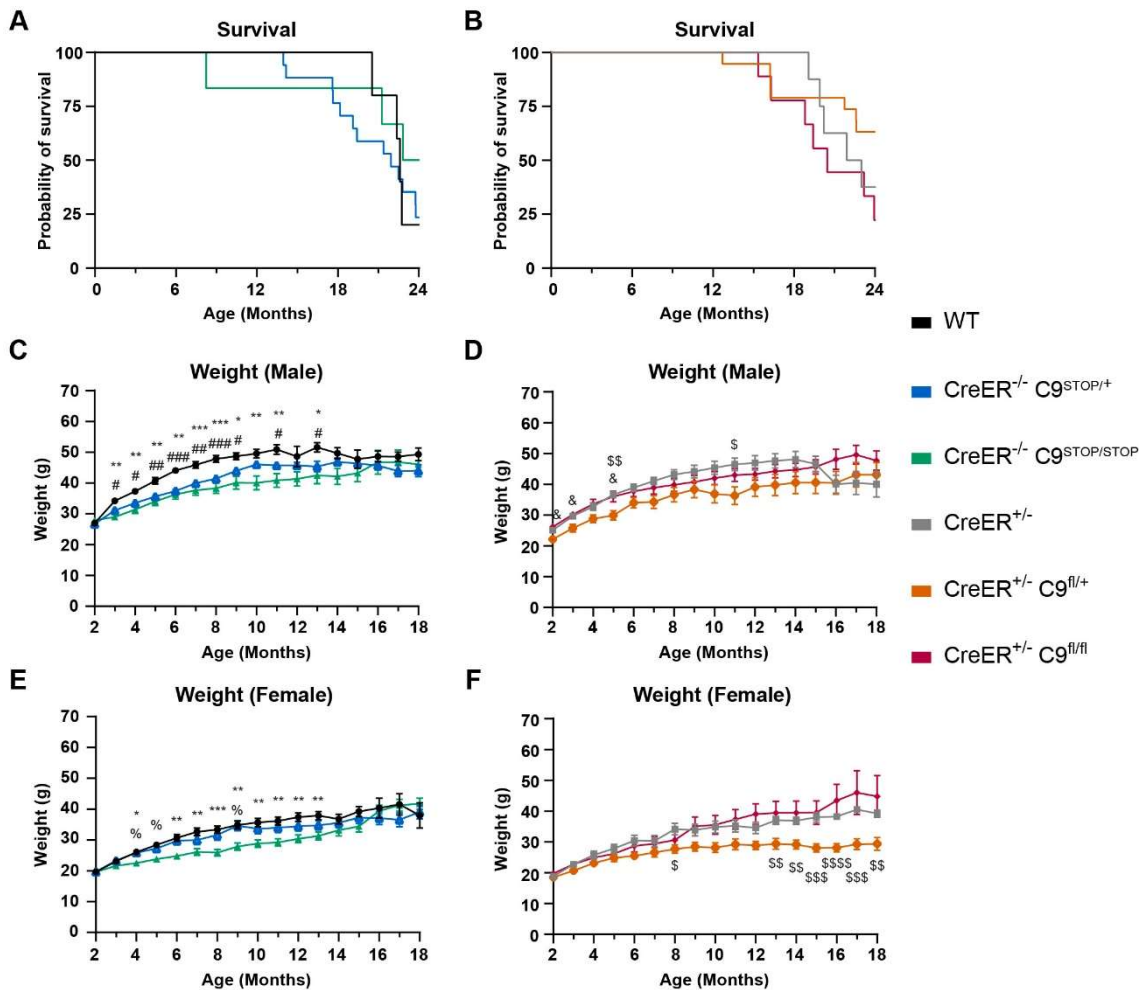 A
Survival
Probability of survival
100
75
50
25
0
0 6 12 18 24
Age (Months)
B
Survival
Probability of survival
100
75
50
25
0
0 6 12 18 24
Age (Months)
WT
CreER-/- C9STOP/+
CreER-/- C9STOP/STOP
CreER+/-
CreER+/- C9fl/+
CreER+/- C9fl/fl
C
Weight (Male)
Weight (g)
70
60
50
40
30
20
10
0
** ** ** ** *** *** * ** ** *
# # ## ### ## ### # # #
2 4 6 8 10 12 14 16 18
Age (Months)
D
Weight (Male)
Weight (g)
70
60
50
40
30
20
10
0
$$ $
& & &
2 4 6 8 10 12 14 16 18
Age (Months)
E
Weight (Female)
Weight (g)
70
60
50
40
30
20
10
0
* ** ** *** ** ** ** ** **
% % %
2 4 6 8 10 12 14 16 18
Age (Months)
F
Weight (Female)
Weight (g)
70
60
50
40
30
20
10
0
$ $$ $$ $$$ $$$$ $$$ $$
2 4 6 8 10 12 14 16 18
Age (Months)